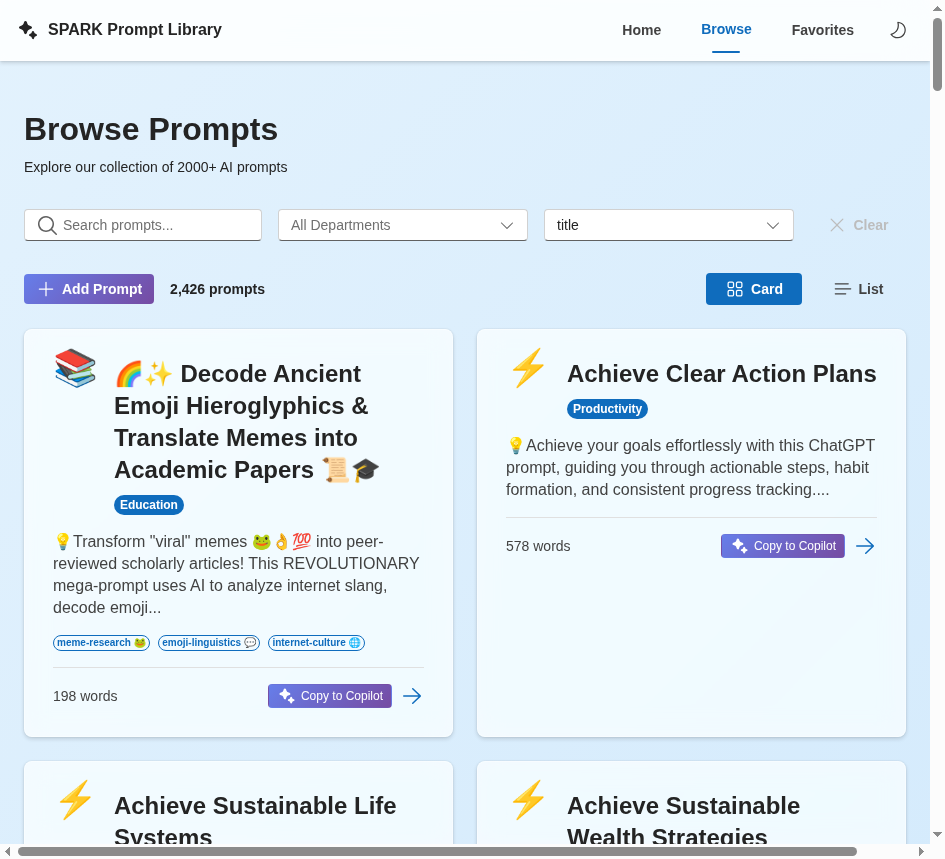 SPARK Prompt Library
Home
Browse
Favorites
Browse Prompts
Explore our collection of 2000+ AI prompts
Search prompts...
All Departments
title
Clear
Add Prompt
2,426 prompts
Card
List
🌈✨ Decode Ancient
Emoji Hieroglyphics &
Translate Memes into
Academic Papers 📜🎓
Education
💡Transform "viral" memes 🐸👌💯 into peer-
reviewed scholarly articles! This REVOLUTIONARY
mega-prompt uses AI to analyze internet slang,
decode emoji...
meme-research 🐸
emoji-linguistics 💬
internet-culture 🌐
198 words
Copy to Copilot
Achieve Clear Action Plans
Productivity
💡Achieve your goals effortlessly with this ChatGPT
prompt, guiding you through actionable steps, habit
formation, and consistent progress tracking....
578 words
Copy to Copilot
Achieve Sustainable Life
Systems
Achieve Sustainable
Wealth Strategies